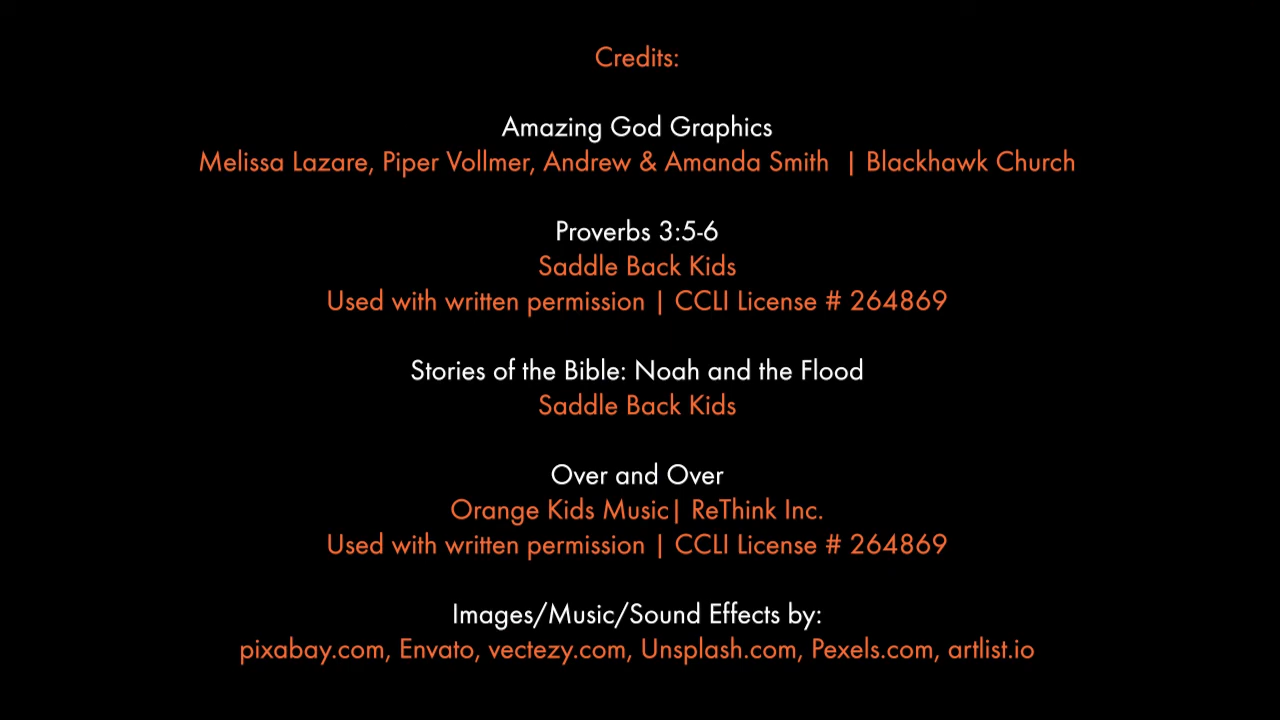 Credits:
Amazing God Graphics
Melissa Lazare, Piper Vollmer, Andrew & Amanda Smith | Blackhawk Church
Proverbs 3:5-6
Saddle Back Kids
Used with written permission | CCLI License # 264869
Stories of the Bible: Noah and the Flood
Saddle Back Kids
Over and Over
Orange Kids Music| ReThink Inc.
Used with written permission | CCLI License # 264869
Images/Music/Sound Effects by:
pixabay.com, Envato, vectezy.com, Unsplash.com, Pexels.com, artlist.io